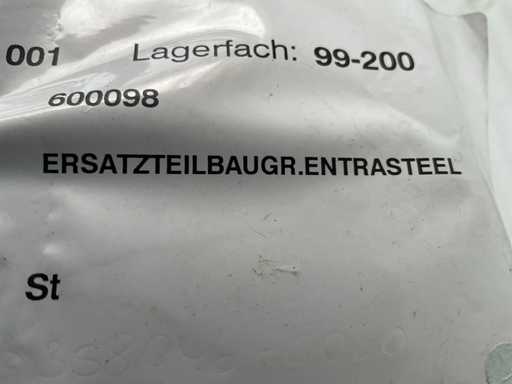 001 Lagerfach: 99-200
600098
ERSATZTEILBAUGR.ENTRASTEEL
St